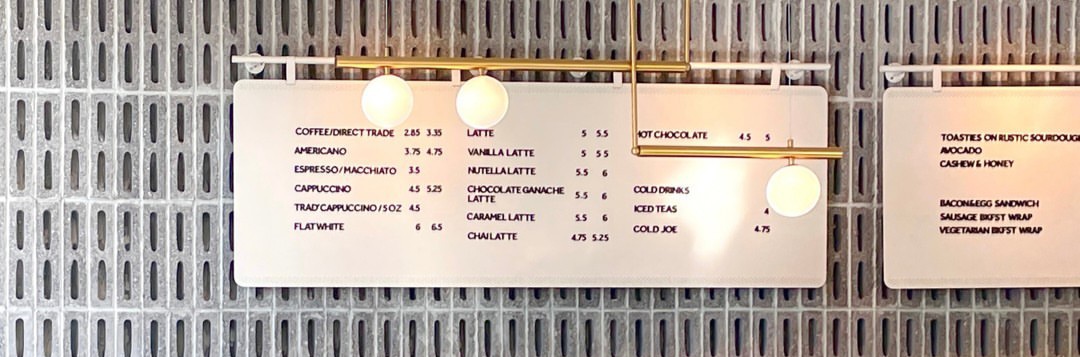 COFFEE/DIRECT TRADE 2.85 3.35
AMERICANO 3.75 4.75
ESPRESSO/MACCHIATO 3.5
CAPPUCCINO 4.5 5.25
TRAD'CAPPUCCINO/5OZ 4.5
FLAT WHITE 6 6.5
LATTE 5 5.5
VANILLA LATTE 5 5.5
NUTELLA LATTE 5.5 6
CHOCOLATE GANACHE
LATTE 5.5 6
CARAMEL LATTE 5.5 6
CHAI LATTE 4.75 5.25
HOT CHOCOLATE 4.5 5
COLD DRINKS
ICED TEAS 4
COLD JOE 4.75
TOASTIES ON RUSTIC
AVOCADO
CASHEW & HONEY
BACON&EGG SANDWICH
SAUSAGE BKFST WRAP
VEGETARIAN BKFST WRAP